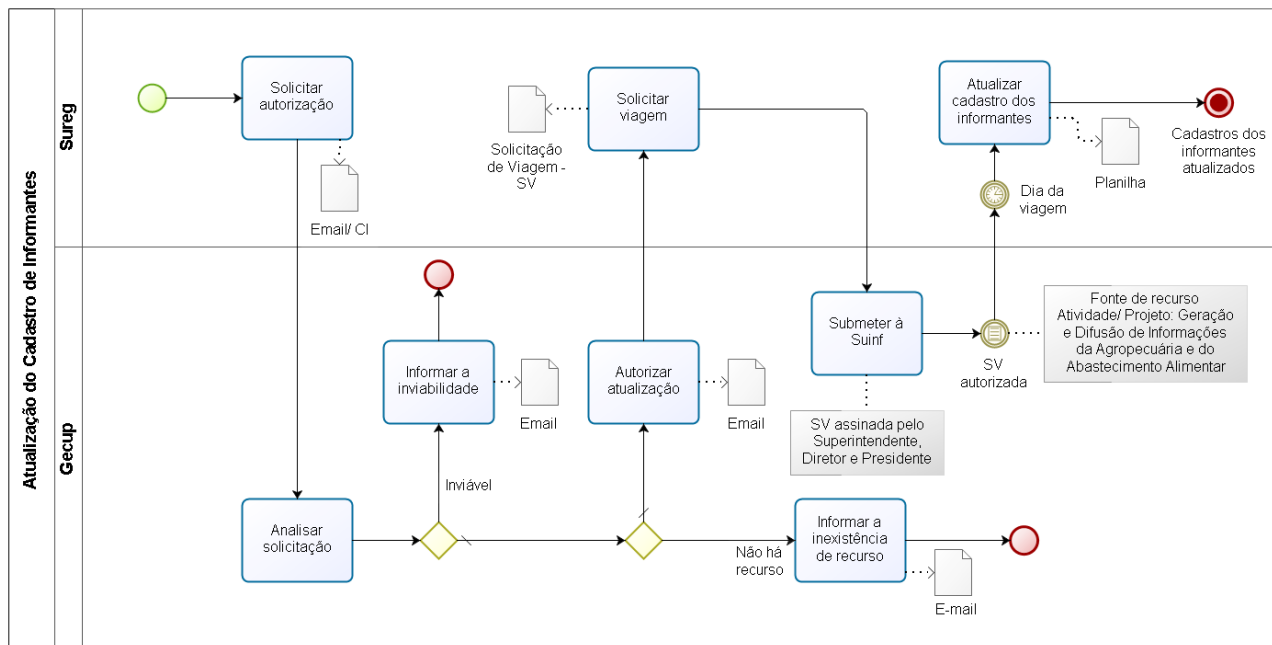 Atualização do Cadastro de Informantes
Sureg
Solicitar
autorização
Email/ CI
Solicitar
viagem
Solicitação
de Viagem -
SV
Atualizar
cadastro dos
informantes
Planilha
Cadastros dos
informantes
atualizados
Dia da
viagem
Gecup
Informar a
inviabilidade
Email
Autorizar
atualização
Email
Submeter à
Suinf
SV
autorizada
Fonte de recurso
Atividade/ Projeto: Geração
e Difusão de Informações
da Agropecuária e do
Abastecimento Alimentar
SV assinada pelo
Superintendente,
Diretor e Presidente
Inviável
Analisar
solicitação
Não há
recurso
Informar a
inexistência
de recurso
E-mail